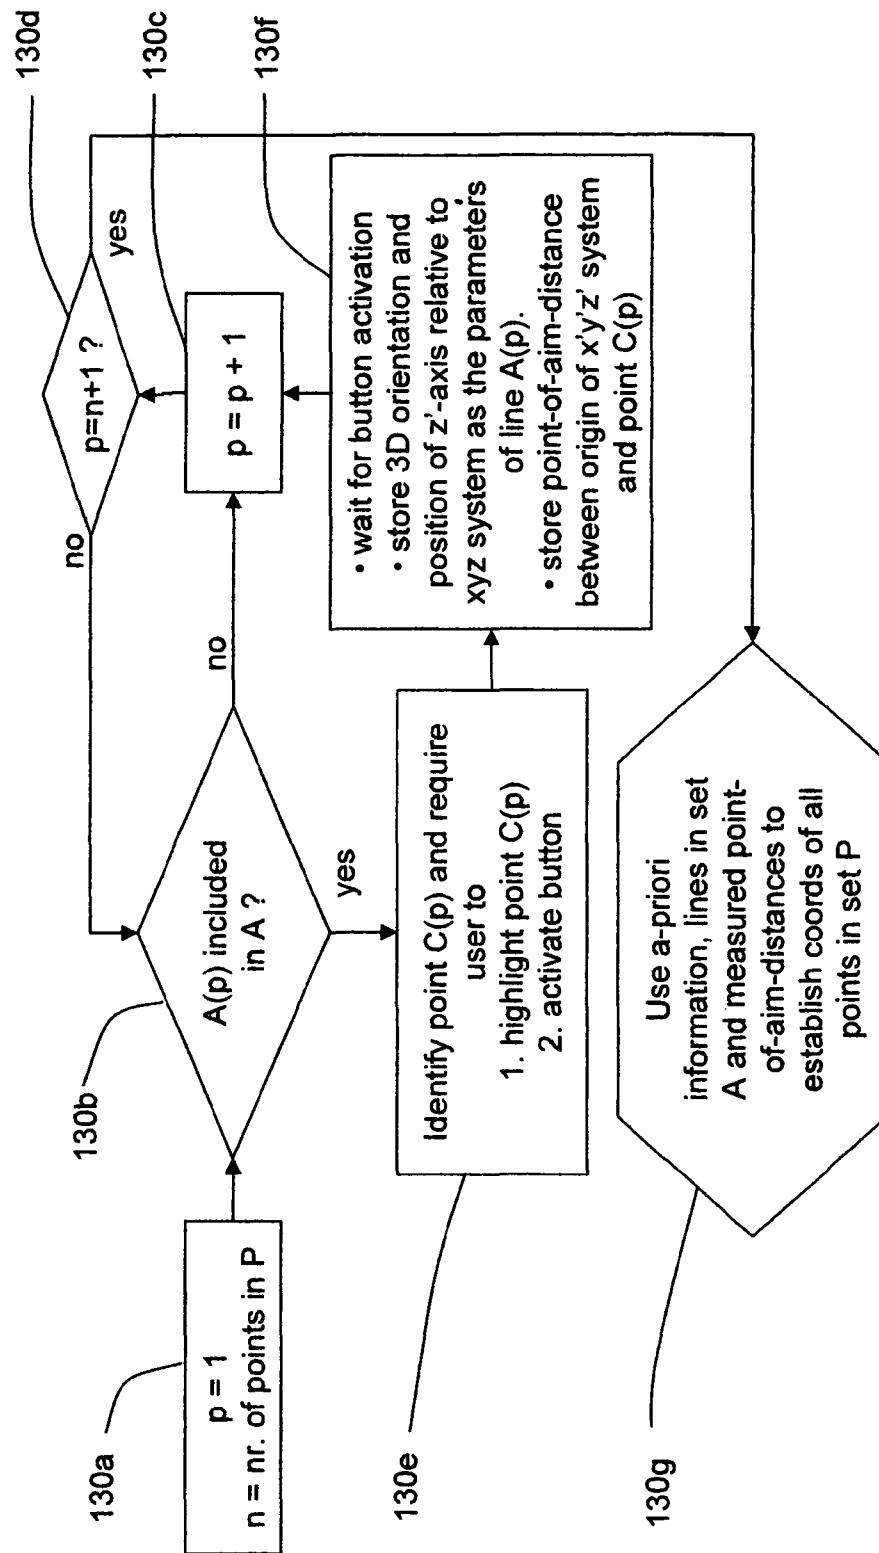 130a
p = 1
n = nr. of points in P
130b
A(p) included
in A ?
no
yes
130c
p = p + 1
130d
p=n+1 ?
no
yes
130e
Identify point C(p) and require
user to
1. highlight point C(p)
2. activate button
130f
• wait for button activation
• store 3D orientation and
position of z'-axis relative to
xyz system as the parameters
of line A(p).
• store point-of-aim-distance
between origin of x'y'z' system
and point C(p)
130g
Use a-priori
information, lines in set
A and measured point-
of-aim-distances to
establish coords of all
points in set P